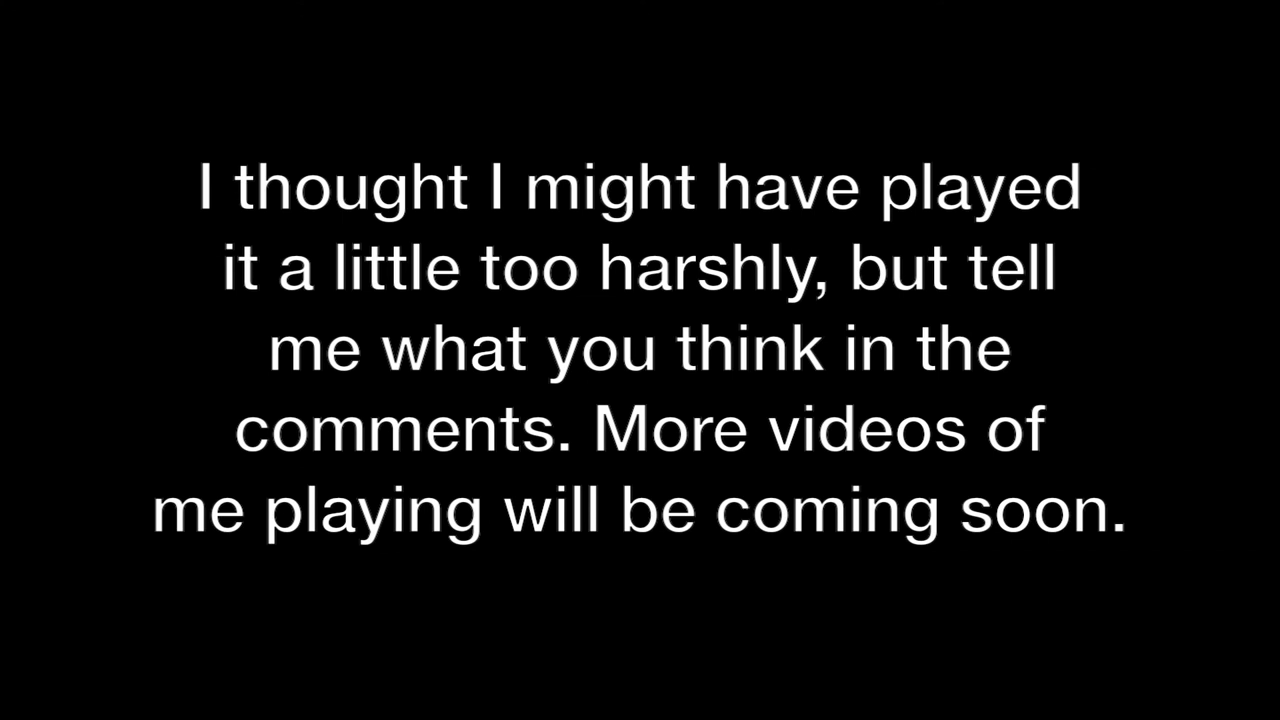 I thought I might have played
it a little too harshly, but tell
me what you think in the
comments. More videos of
me playing will be coming soon.